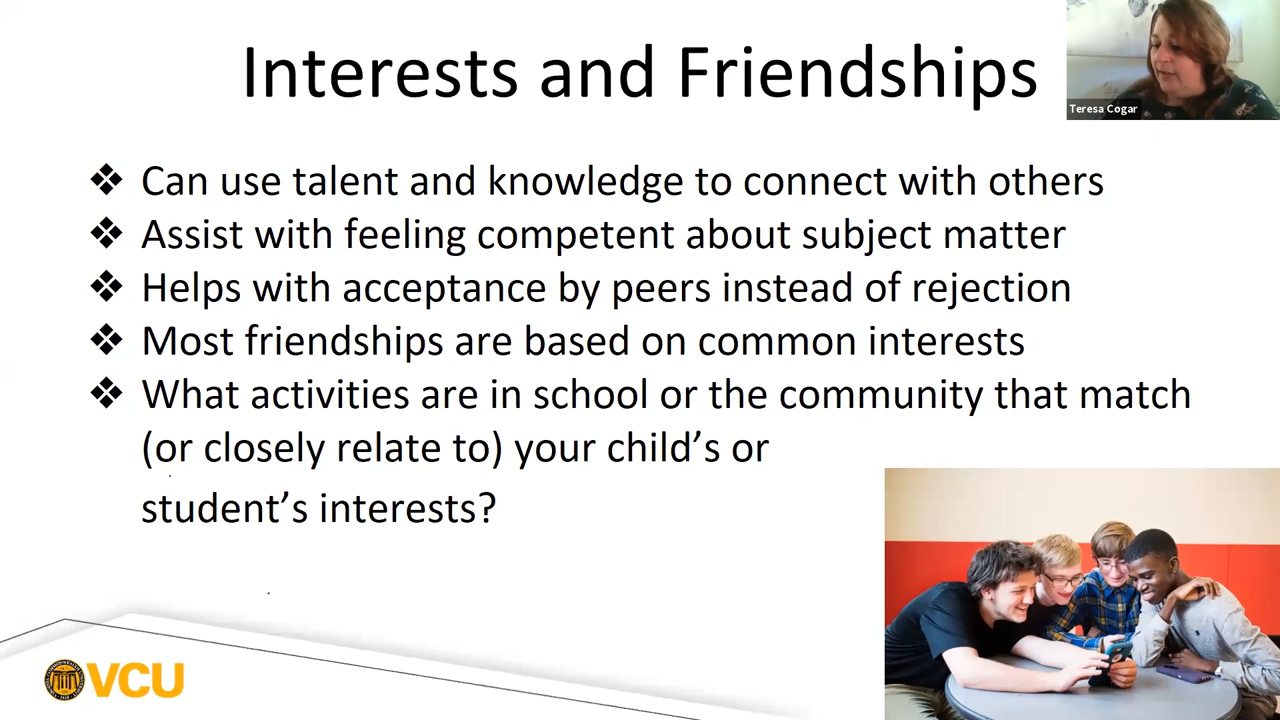 Interests and Friendships
Teresa Cogar
❖ Can use talent and knowledge to connect with others
❖ Assist with feeling competent about subject matter
❖ Helps with acceptance by peers instead of rejection
❖ Most friendships are based on common interests
❖ What activities are in school or the community that match
(or closely relate to) your child’s or
student’s interests?
VCU